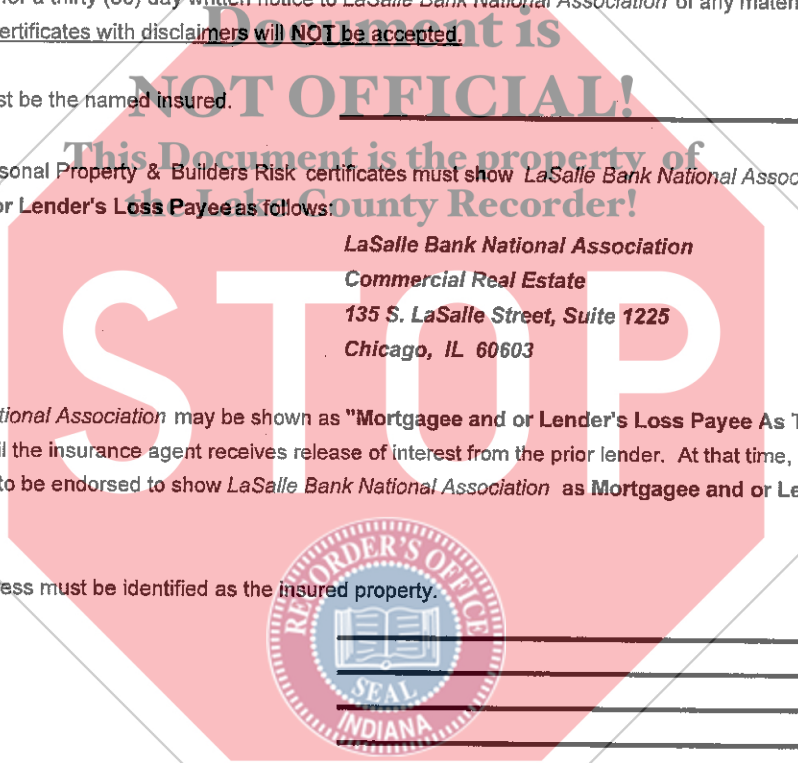 for a thirty (30) day written notice to LaSalle Bank National Association of any
Document is
ertificates with disclaimers will NOT be accepted.
NOT OFFICIAL!
st be the named insured.
This Document is the property of
sonal Property & Builders Risk certificates must show LaSalle Bank National Assoc
the Lake County Recorder!
or Lender's Loss Payee as follows:
LaSalle Bank National Association
Commercial Real Estate
135 S. LaSalle Street, Suite 1225
Chicago, IL 60603
STOP
tional Association may be shown as "Mortgagee and or Lender's Loss Payee As T
il the insurance agent receives release of interest from the prior lender. At that time,
to be endorsed to show LaSalle Bank National Association as Mortgagee and or Le
ess must be identified as the insured property.
RECORDER'S OFFICE
SEAL
INDIANA